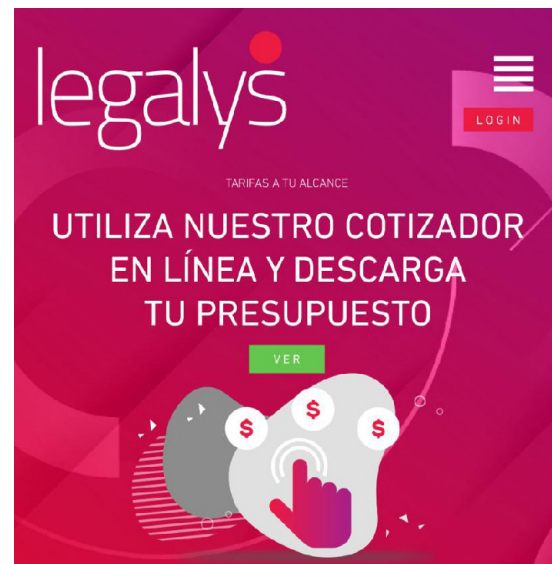 legalys
LOGIN
TARIFAS A TU ALCANCE
UTILIZA NUESTRO COTIZADOR
EN LÍNEA Y DESCARGA
TU PRESUPUESTO
VER
$ $ $